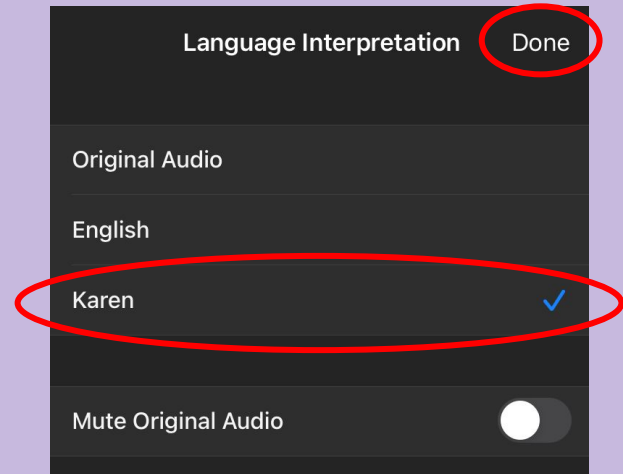 Language Interpretation Done
Original Audio
English
Karen
Mute Original Audio